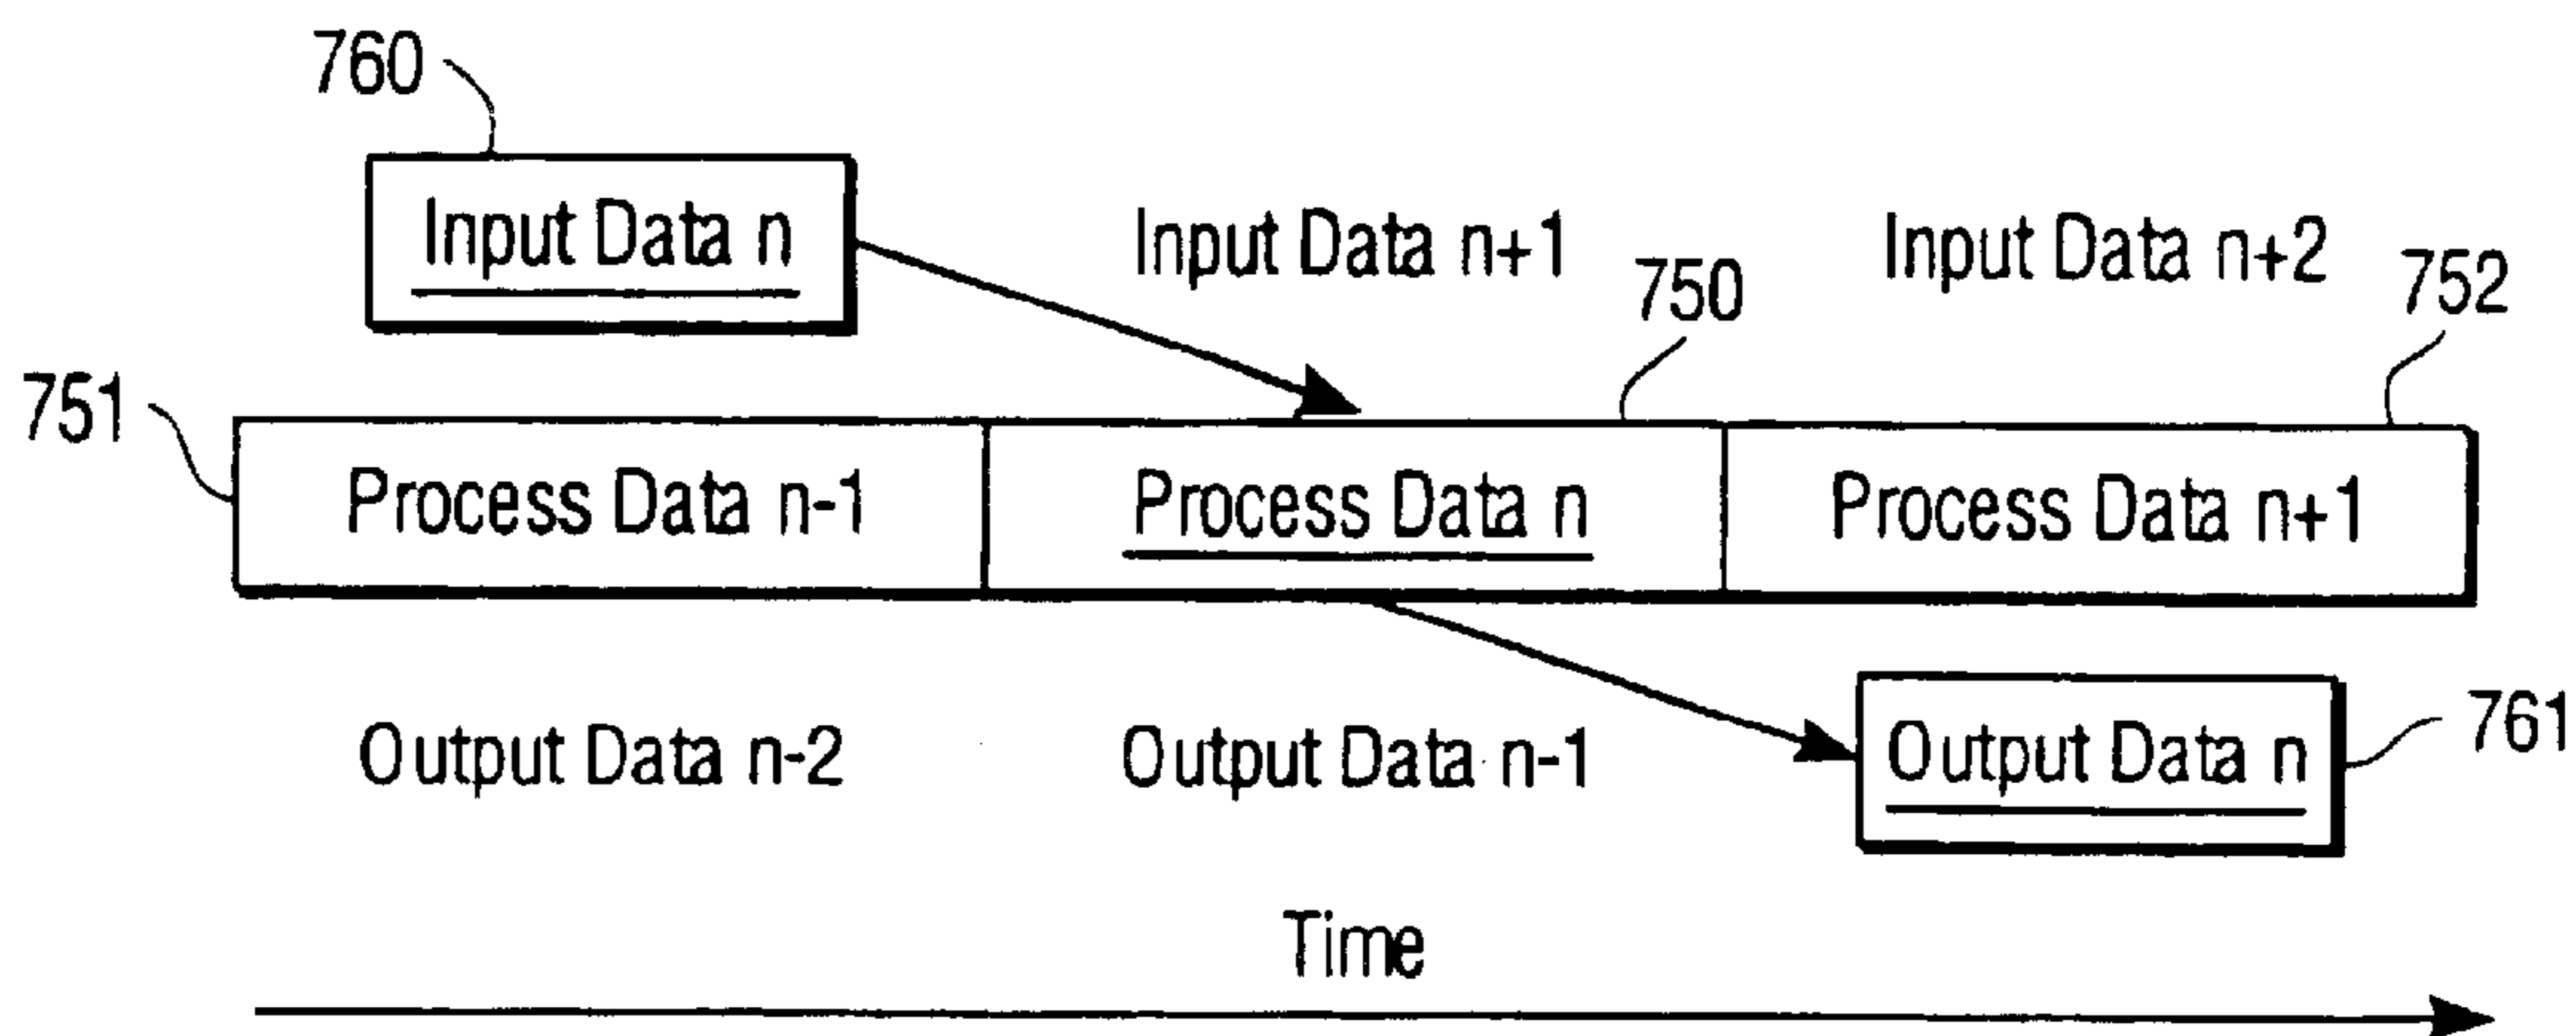 760
Input Data n
Input Data n+1
Input Data n+2
750
752
751
Process Data n-1
Process Data n
Process Data n+1
Output Data n-2
Output Data n-1
Output Data n
761
Time